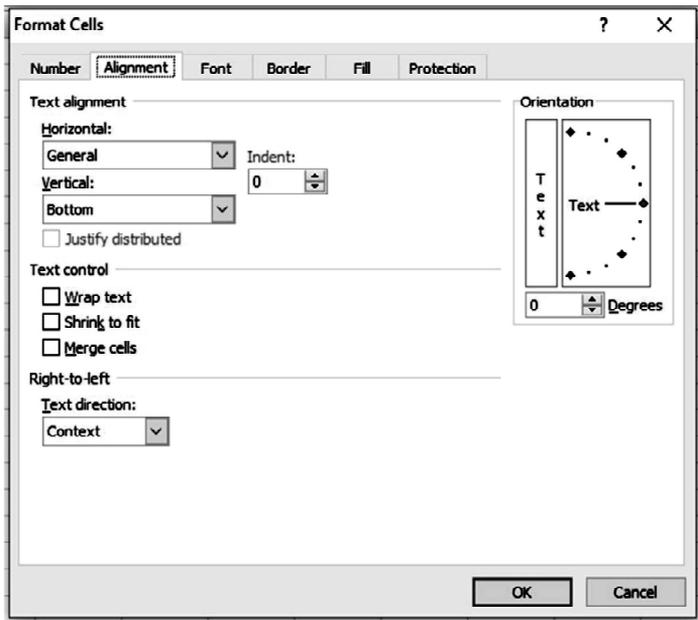 Format Cells ? X
Number Alignment Font Border Fill Protection
Text alignment
Horizontal:
General
Indent:
0
Vertical:
Bottom
Justify distributed
Text control
Wrap text
Shrink to fit
Merge cells
Right-to-left
Text direction:
Context
Orientation
Text
Text
0 Degrees
OK Cancel